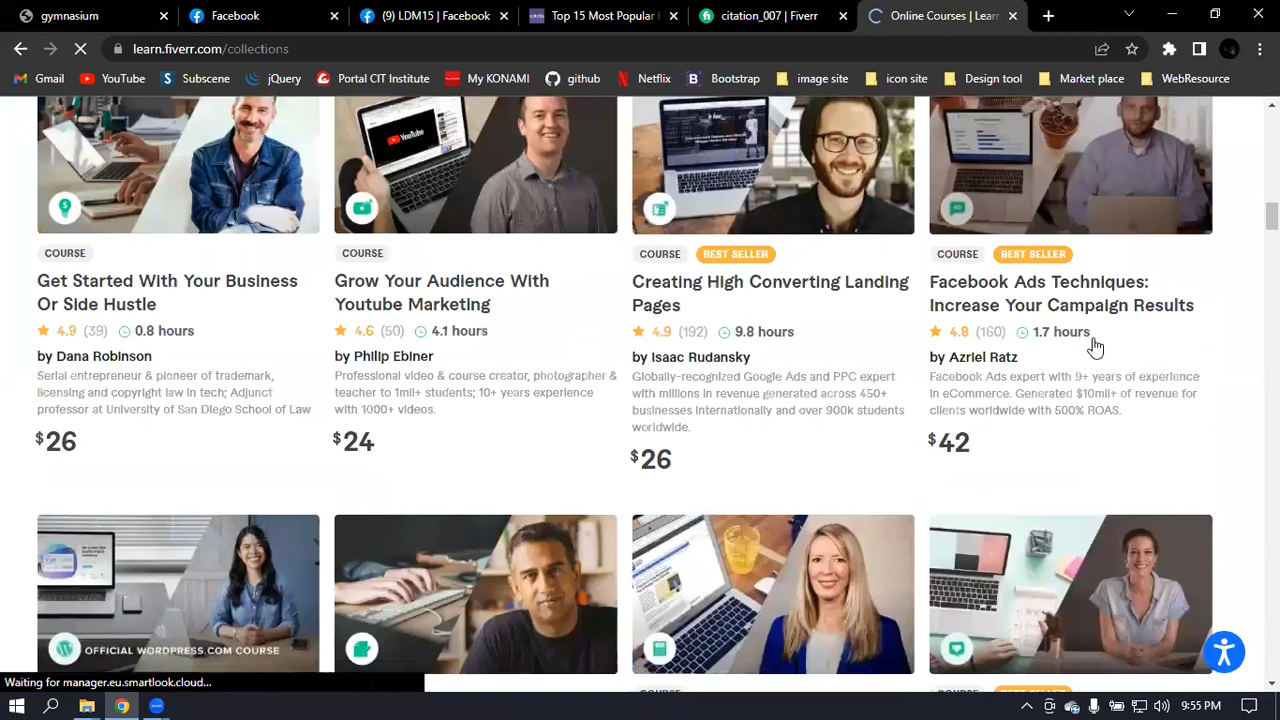 gymnasium
Facebook
(9) LDM15 | Facebook
Top 15 Most Popular
citation_007 | Fiverr
Online Courses | Lear
learn.fiverr.com/collections
Gmail
YouTube
Subscene
jQuery
Portal CIT Institute
My KONAMI
github
Netflix
Bootstrap
image site
icon site
Design tool
Market place
WebResource
YouTube
COURSE
Get Started With Your Business
Or Side Hustle
4.9 (39) 0.8 hours
by Dana Robinson
Serial entrepreneur & pioneer of trademark,
licensing and copyright law in tech; Adjunct
professor at University of San Diego School of Law
$26
COURSE
Grow Your Audience With
Youtube Marketing
4.6 (50) 4.1 hours
by Philip Ebiner
Professional video & course creator, photographer &
teacher to 1mil+ students; 10+ years experience
with 1000+ videos.
$24
COURSE BEST SELLER
Creating High Converting Landing
Pages
4.9 (192) 9.8 hours
by Isaac Rudansky
Globally-recognized Google Ads and PPC expert
with millions in revenue generated across 450+
businesses internationally and over 900k students
worldwide.
$26
COURSE BEST SELLER
Facebook Ads Techniques:
Increase Your Campaign Results
4.8 (160) 1.7 hours
by Azriel Ratz
Facebook Ads expert with 9+ years of experience
in eCommerce. Generated $10mil+ of revenue for
clients worldwide with 500% ROAS.
$42
OFFICIAL WORDPRESS.COM COURSE
COURSE
COURSE BEST SELLER
Waiting for manager.eu.smartlook.cloud...
9:55 PM